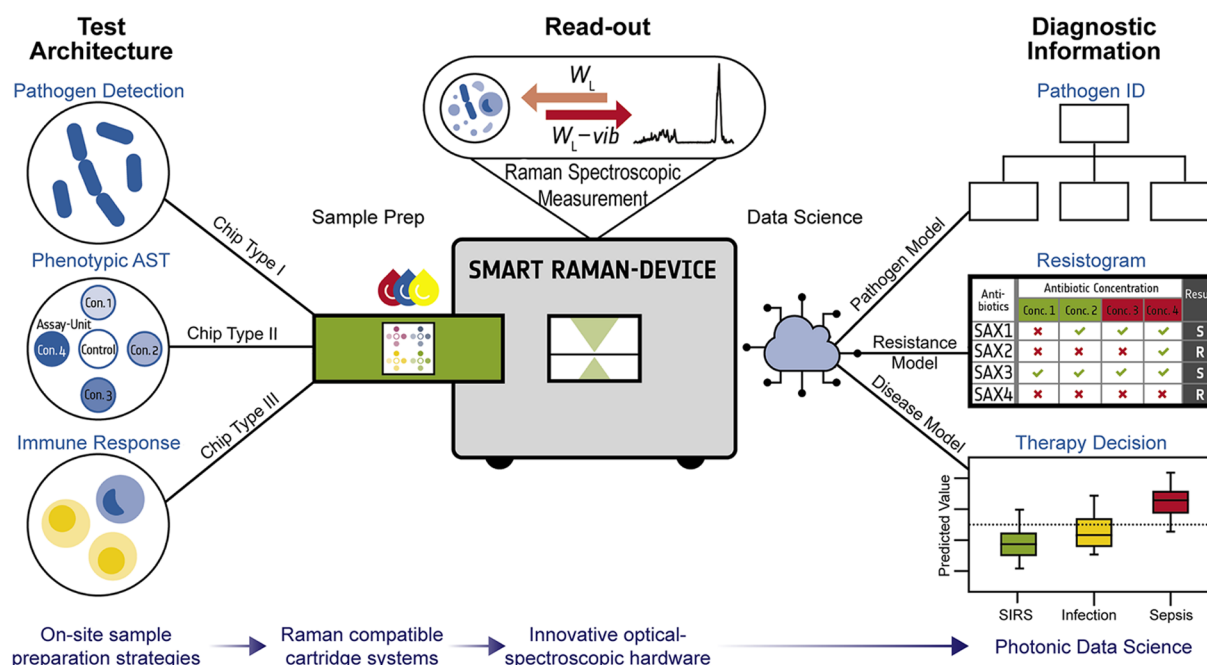 Test
Architecture
Pathogen Detection
Phenotypic AST
Con. 1
Assay-Unit
Con. 4
Control
Con. 2
Con. 3
Immune Response
Chip Type I
Chip Type II
Chip Type III
Sample Prep
Read-out
W_L
W_L–vib
Raman Spectroscopic
Measurement
SMART RAMAN-DEVICE
Data Science
Pathogen Model
Resistance
Model
Disease Model
Diagnostic
Information
Pathogen ID
Resistogram
Anti-
biotics
Antibiotic Concentration
Resu
Conc. 1 Conc. 2 Conc. 3 Conc. 4
SAX1 ✗ ✓ ✓ ✓ S
SAX2 ✗ ✗ ✗ ✓ R
SAX3 ✓ ✓ ✓ ✓ S
SAX4 ✗ ✗ ✗ ✗ R
Therapy Decision
Predicted Value
SIRS Infection Sepsis
On-site sample
preparation strategies
Raman compatible
cartridge systems
Innovative optical-
spectroscopic hardware
Photonic Data Science